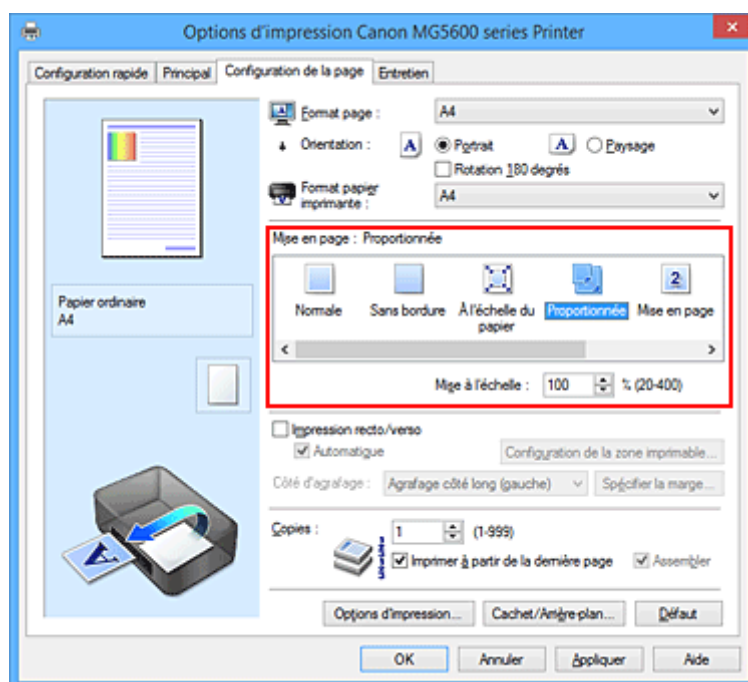 Options d'impression Canon MG5600 series Printer
Configuration rapide Principal Configuration de la page Entretien
Format page : A4
Orientation : A Portrait A Paysage
Rotation 180 degrés
Format papier imprimante : A4
Mise en page : Proportionnée
Normale Sans bordure À l'échelle du papier Proportionnée 2 Mise en page
Papier ordinaire
A4
Mise à l'échelle : 100 % (20-400)
Impression recto/verso
Automatique Configuration de la zone imprimable...
Côté d'agrafage : Agrafage côté long (gauche) Spécifier la marge...
Copies : 1 (1-999)
Imprimer à partir de la dernière page Assembler
A
Options d'impression... Cachet/Arrière-plan... Défaut
OK Annuler Appliquer Aide